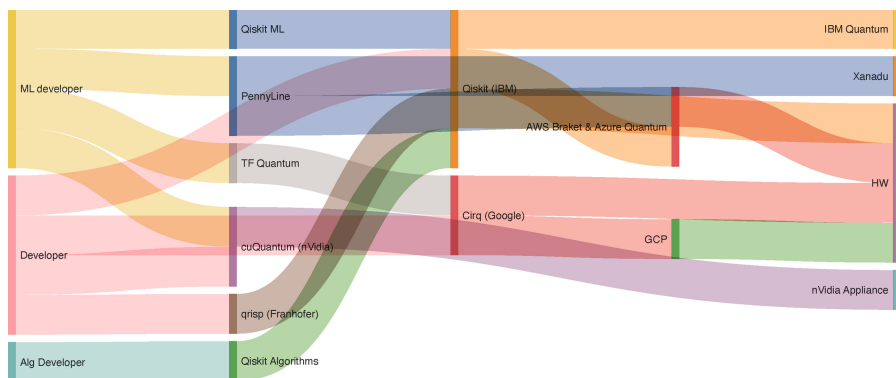 Qiskit ML
IBM Quantum
Xanadu
ML developer
Qiskit (IBM)
PennyLine
AWS Braket & Azure Quantum
TF Quantum
HW
Cirq (Google)
GCP
cuQuantum (nVidia)
Developer
nVidia Appliance
qrisp (Franhofer)
Alg Developer
Qiskit Algorithms